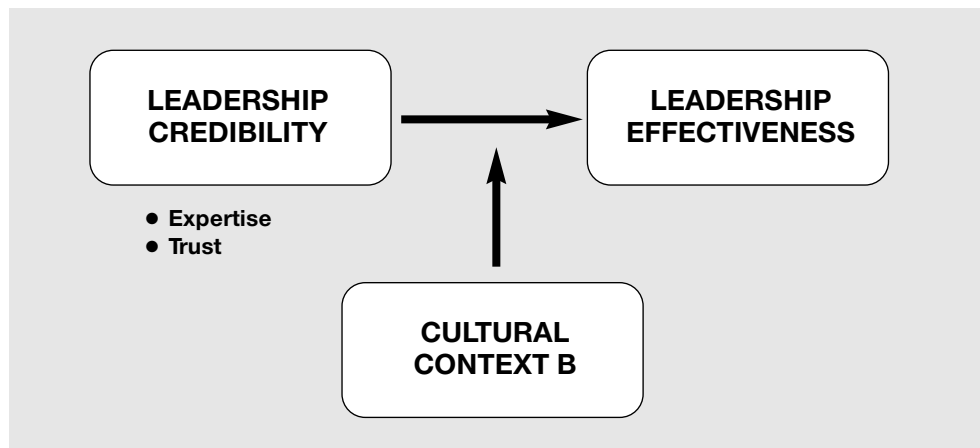 LEADERSHIP
CREDIBILITY
LEADERSHIP
EFFECTIVENESS
● Expertise
● Trust
CULTURAL
CONTEXT B